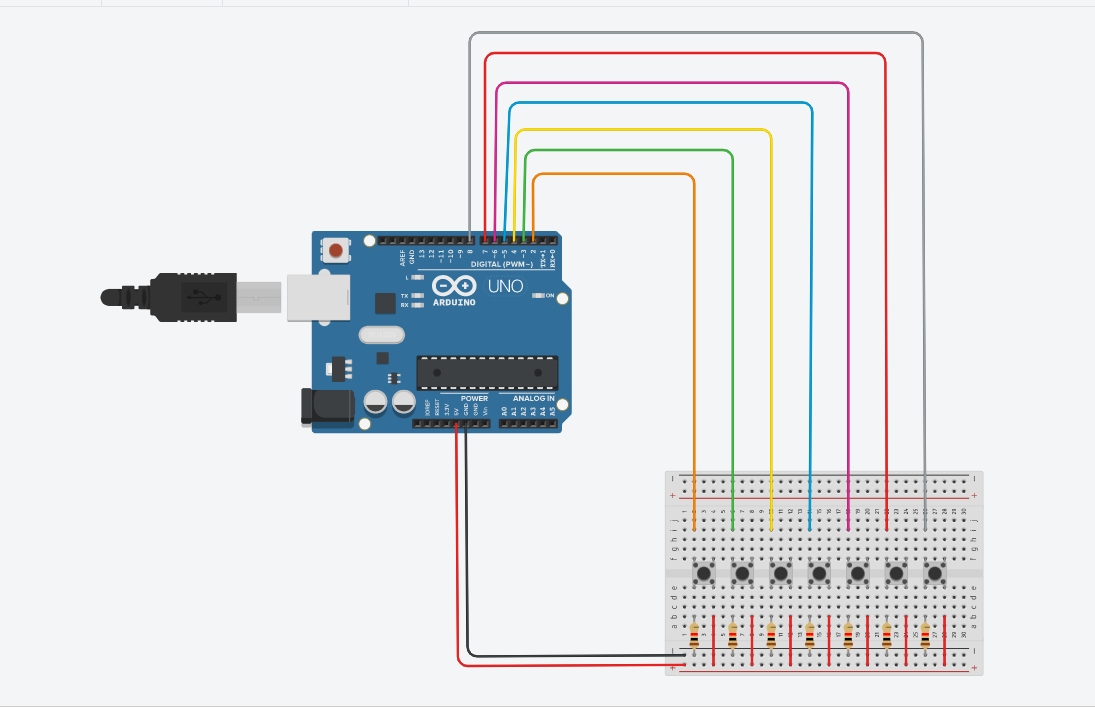 AREF
GND
13
12
~11
~10
~9
8
7
~6
~5
4
~3
2
TX→1
RX←0
DIGITAL (PWM~)
L
TX
RX
ARDUINO
UNO
ON
POWER
ANALOG IN
IOREF
RESET
3.3V
5V
GND
GND
Vin
A0
A1
A2
A3
A4
A5
j
i
h
g
f
e
d
c
b
a